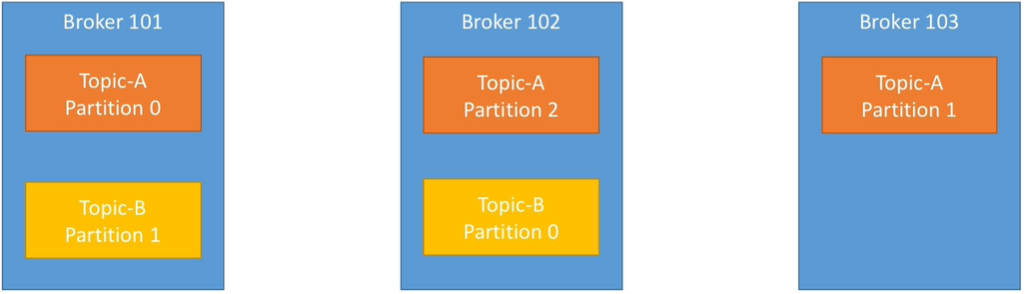 Broker 101
Topic-A
Partition 0
Topic-B
Partition 1
Broker 102
Topic-A
Partition 2
Topic-B
Partition 0
Broker 103
Topic-A
Partition 1